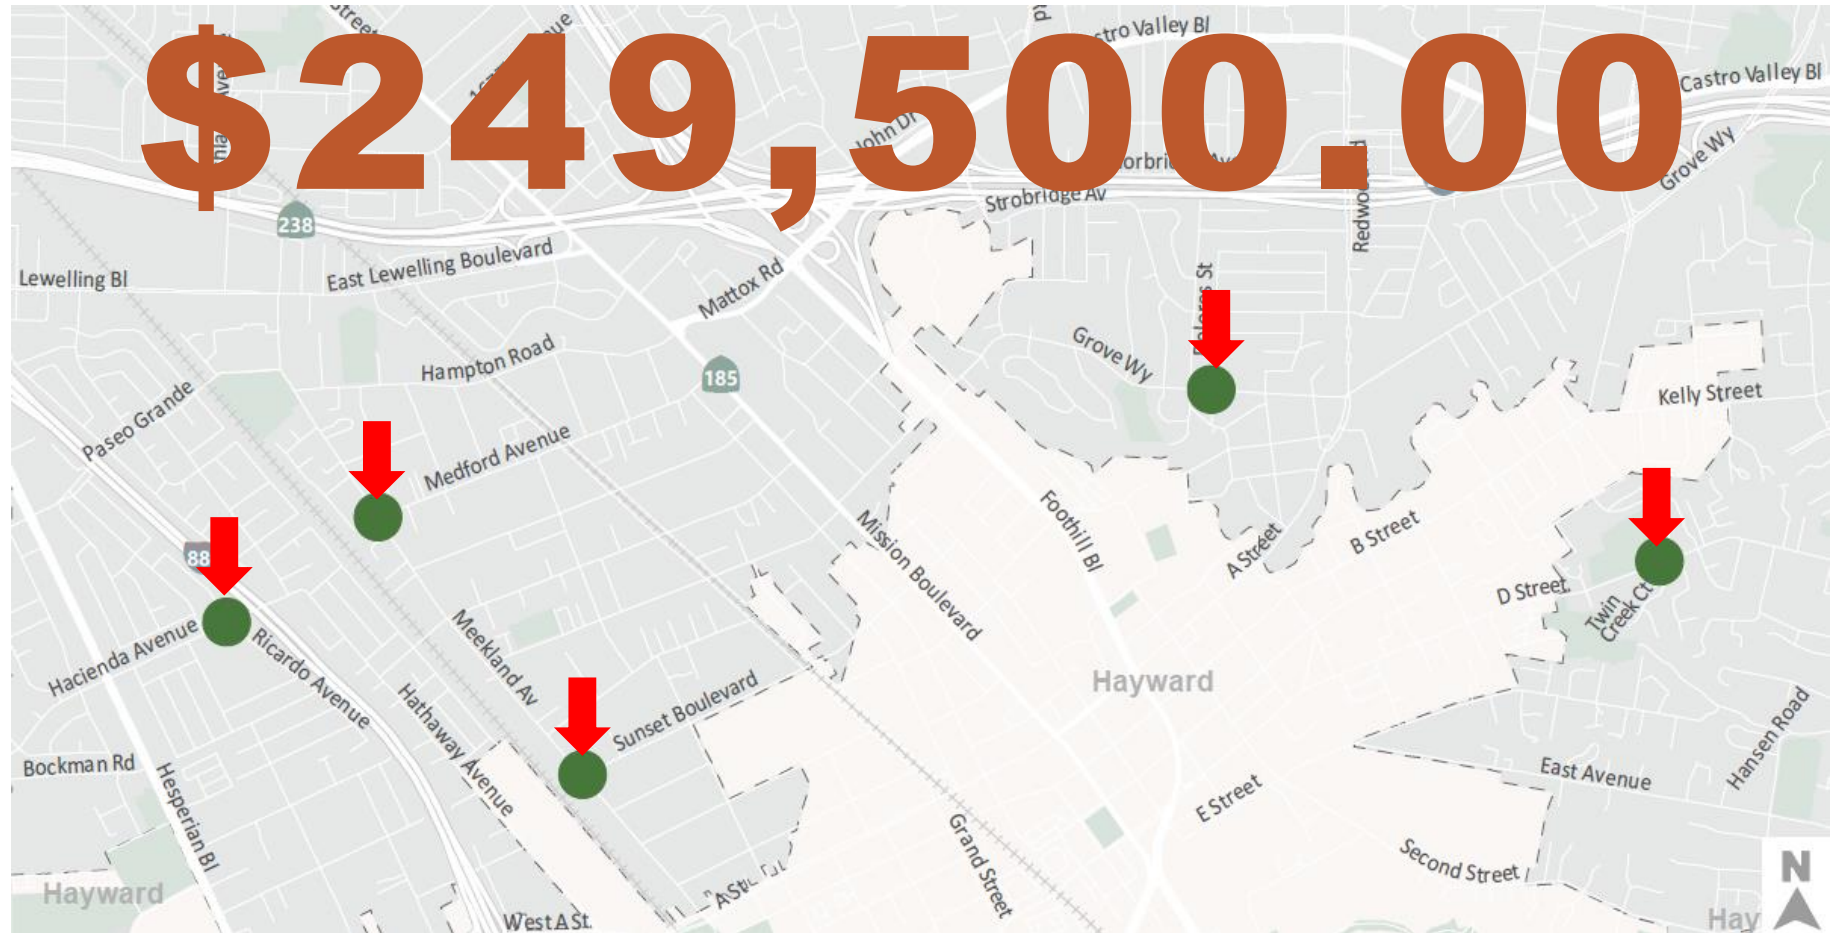 $249,500.00
Castro Valley Bl
Strobridge Av
Grove Wy
238
East Lewelling Boulevard
Lewelling Bl
Mattox Rd
Hampton Road
185
Grove Wy
Kelly Street
Paseo Grande
Medford Avenue
Foothill Bl
Mission Boulevard
A Street
B Street
D Street
Twin
Creek Ct
Hacienda Avenue
Ricardo Avenue
Meekland Av
Hathaway Avenue
Sunset Boulevard
Hayward
Hansen Road
Bockman Rd
Hesperian Bl
East Avenue
E Street
Grand Street
Second Street
Hayward
A St
West A St
N
Hay